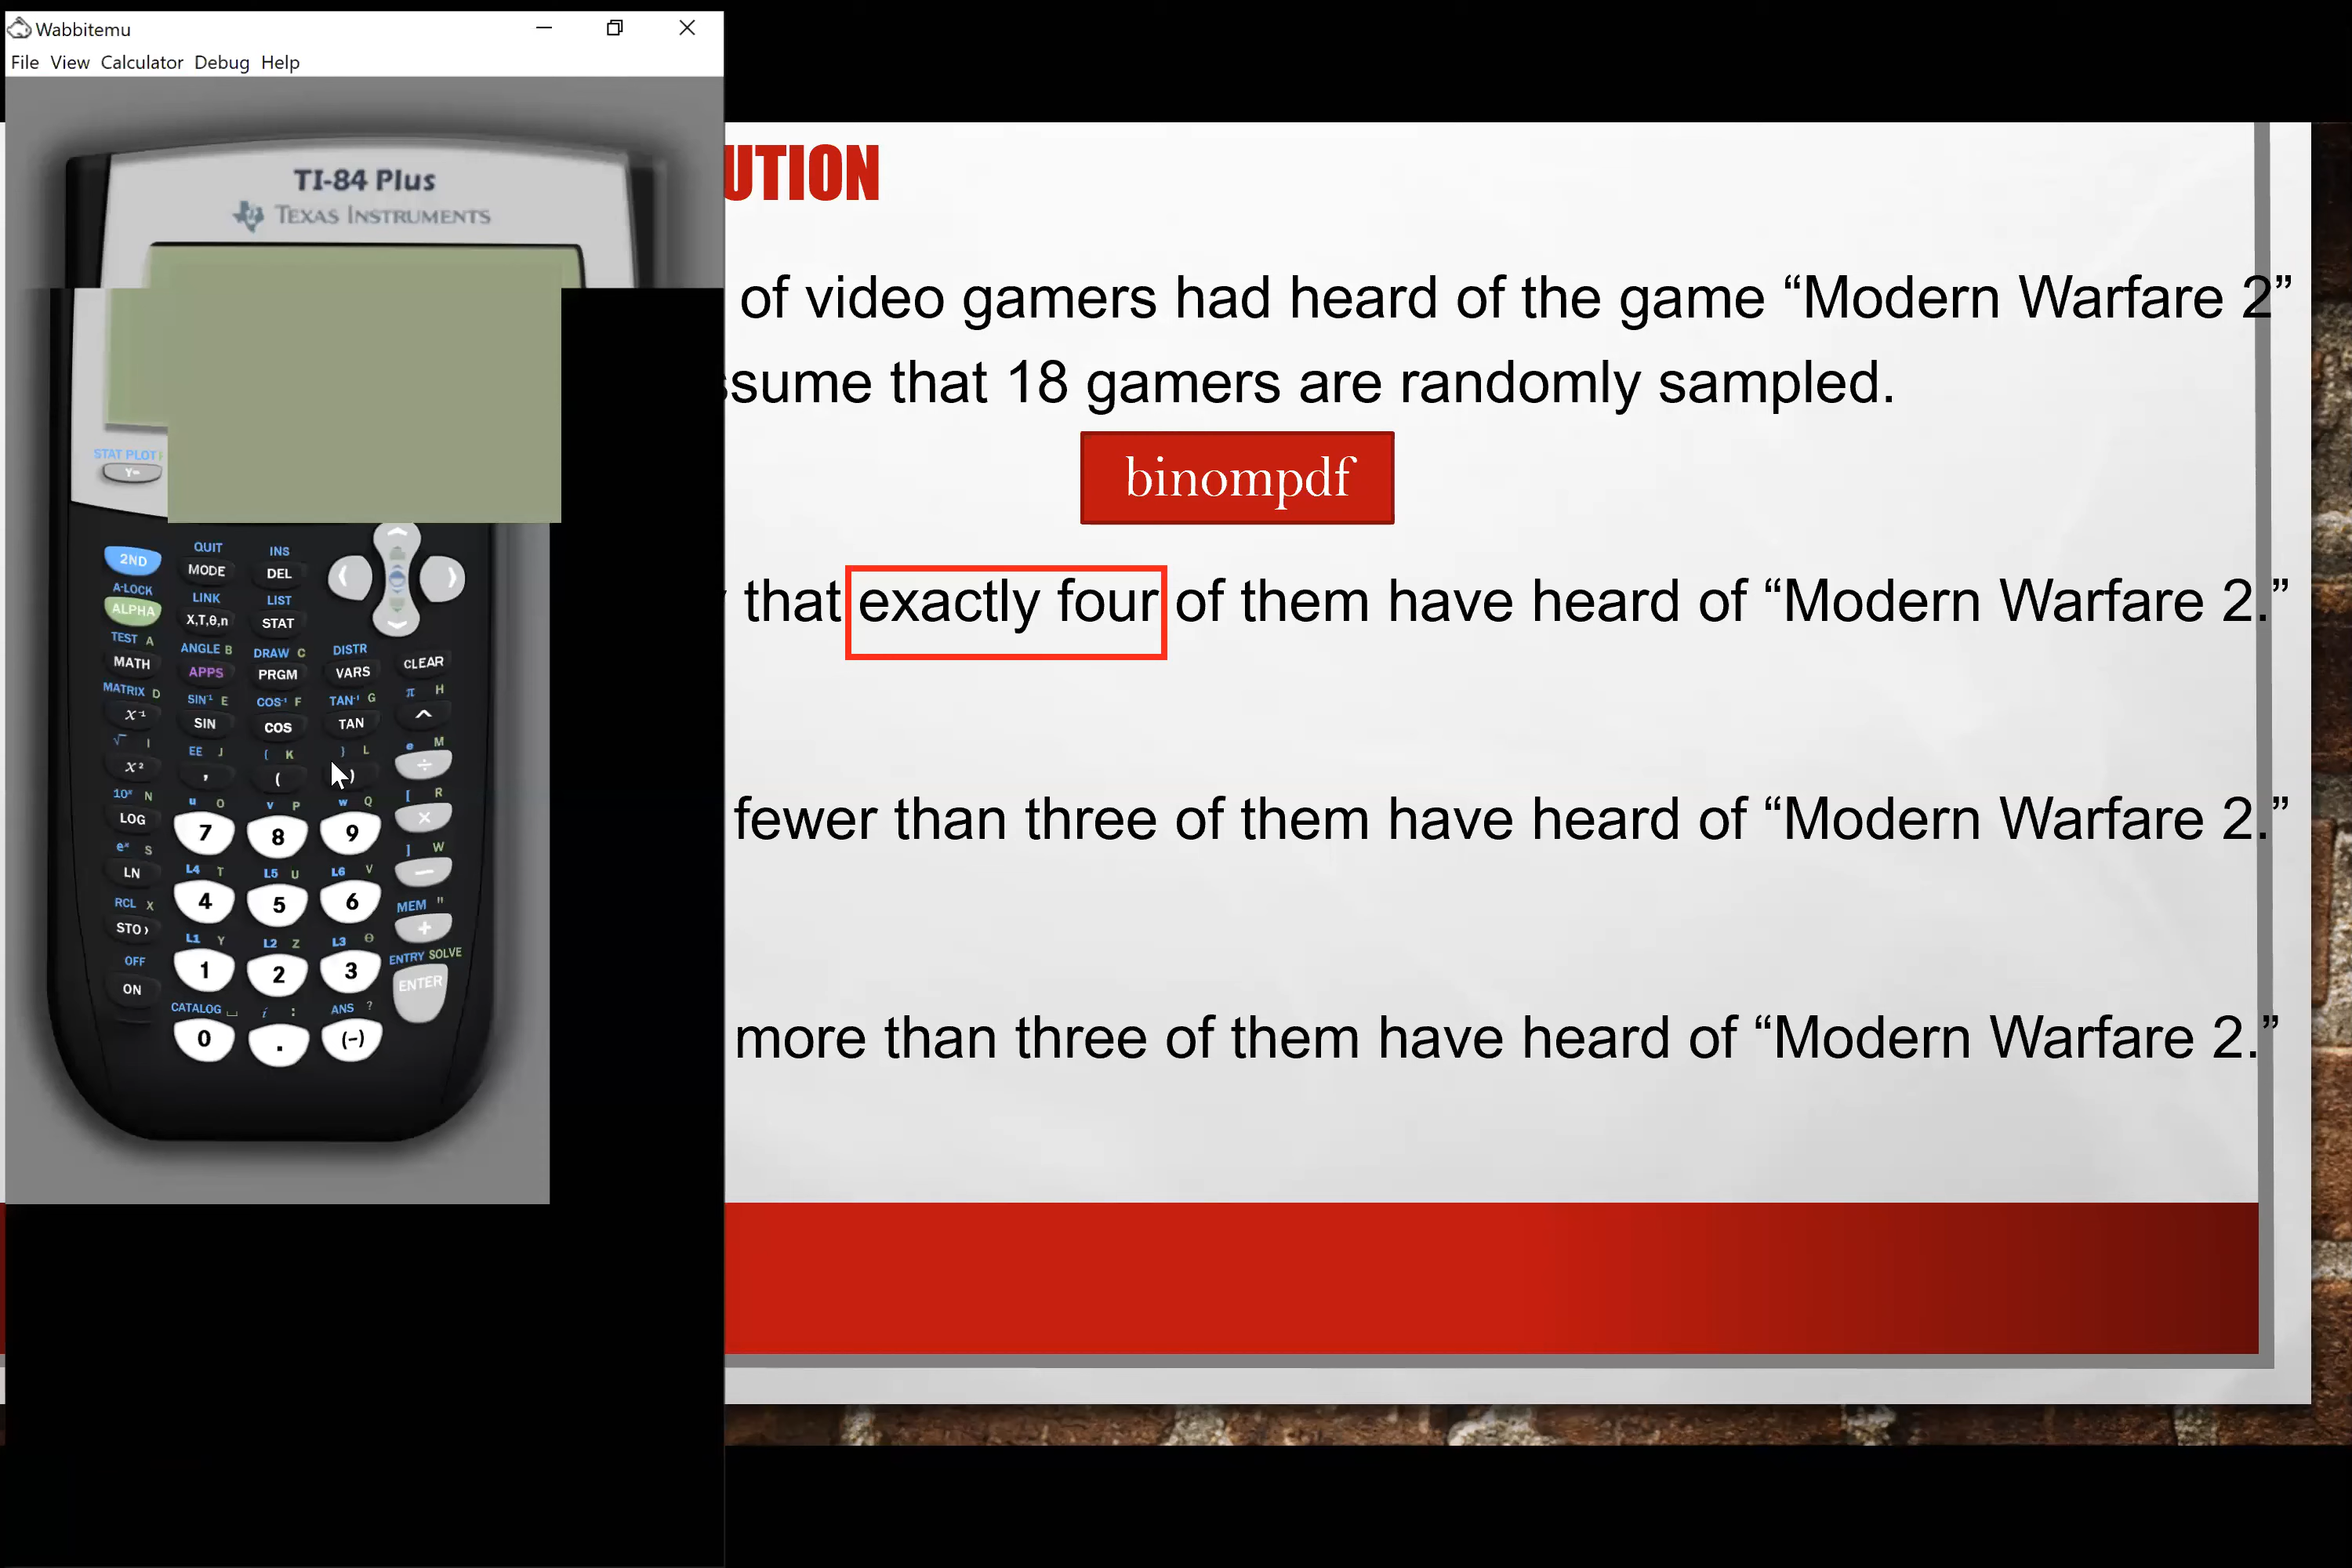 Wabbitemu
File View Calculator Debug Help
TI-84 Plus
TEXAS INSTRUMENTS
STAT PLOT
Y=
2ND
QUIT
MODE
INS
DEL
A-LOCK
ALPHA
LINK
X,T,θ,n
LIST
STAT
TEST A
MATH
ANGLE B
APPS
DRAW C
PRGM
DISTR
VARS
CLEAR
MATRIX D
x⁻¹
SIN⁻¹ E
SIN
COS⁻¹ F
COS
TAN⁻¹ G
TAN
π H
^
√ I
x²
EE J
,
{ K
(
} L
)
e M
÷
10ˣ N
LOG
u O
7
v P
8
w Q
9
[ R
×
eˣ S
LN
L4 T
4
L5 U
5
L6 V
6
] W
−
RCL X
STO›
L1 Y
1
L2 Z
2
L3 θ
3
MEM "
+
OFF
ON
CATALOG ⎵
0
i :
.
ANS ?
(-)
ENTRY SOLVE
ENTER
UTION
of video gamers had heard of the game “Modern Warfare 2”
ssume that 18 gamers are randomly sampled.
binompdf
that exactly four of them have heard of “Modern Warfare 2.”
fewer than three of them have heard of “Modern Warfare 2.”
more than three of them have heard of “Modern Warfare 2.”